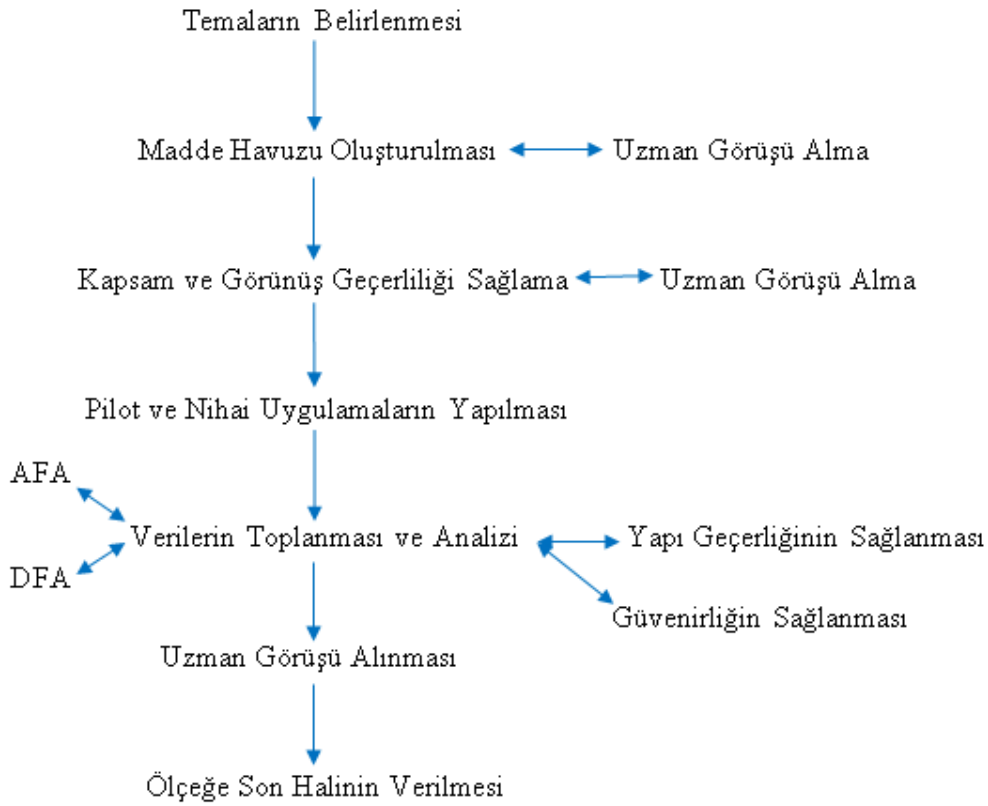 Temaların Belirlenmesi
Madde Havuzu Oluşturulması
Uzman Görüşü Alma
Kapsam ve Görünüş Geçerliliği Sağlama
Uzman Görüşü Alma
Pilot ve Nihai Uygulamaların Yapılması
AFA
Verilerin Toplanması ve Analizi
Yapı Geçerliğinin Sağlanması
DFA
Güvenirliğin Sağlanması
Uzman Görüşü Alınması
Ölçeğe Son Halinin Verilmesi